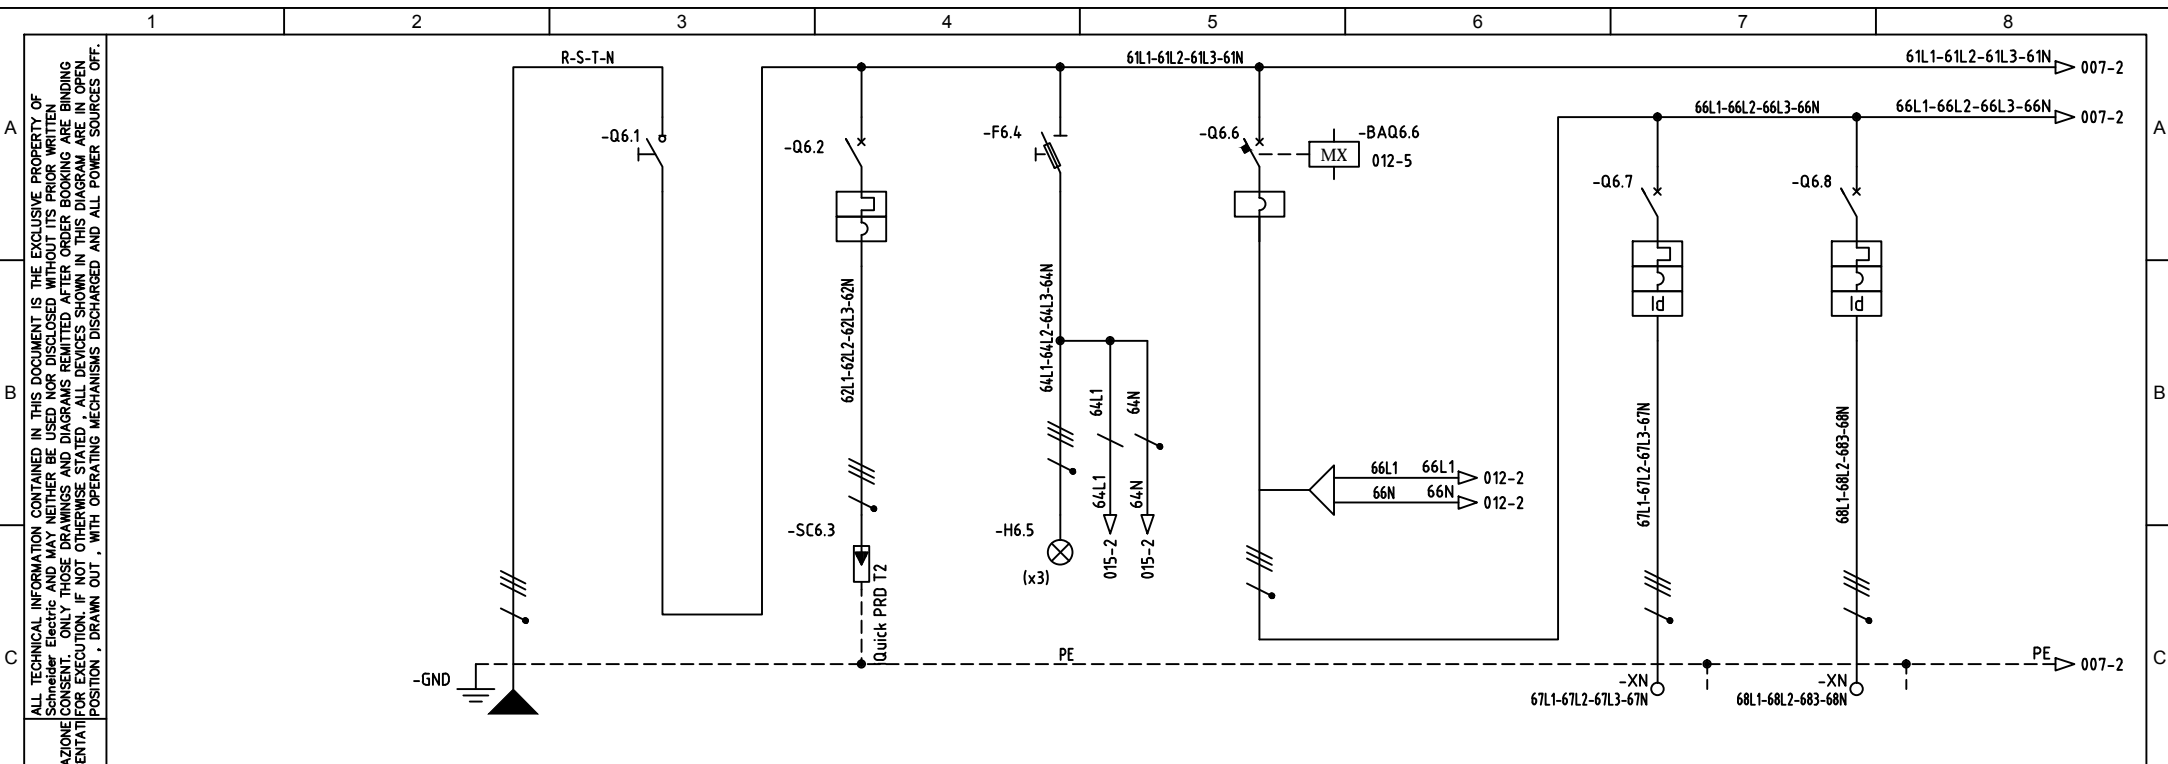 1 2 3 4 5 6 7 8
R-S-T-N
61L1-61L2-61L3-61N
61L1-61L2-61L3-61N
007-2
66L1-66L2-66L3-66N
66L1-66L2-66L3-66N
007-2
A
A
-Q6.1
-Q6.2
-F6.4
-Q6.6
MX
-BAQ6.6
012-5
-Q6.7
-Q6.8
Id
Id
62L1-62L2-62L3-62N
64L1-64L2-64L3-64N
64L1
64N
64L1
64N
015-2
015-2
B
B
67L1-67L2-67L3-67N
68L1-68L2-683-68N
66L1
66L1
012-2
66N
66N
012-2
-SC6.3
Quick PRD T2
-H6.5
(x3)
C
C
PE
PE
007-2
-GND
-XN
67L1-67L2-67L3-67N
-XN
68L1-68L2-683-68N
ALL TECHNICAL INFORMATION CONTAINED IN THIS DOCUMENT IS THE EXCLUSIVE PROPERTY OF
Schneider Electric AND MAY NEITHER BE USED NOR DISCLOSED WITHOUT ITS PRIOR WRITTEN
CONSENT. ONLY THOSE DRAWINGS AND DIAGRAMS REMITTED AFTER ORDER BOOKING ARE BINDING
FOR EXECUTION. IF NOT OTHERWISE STATED , ALL DEVICES SHOWN IN THIS DIAGRAM ARE IN OPEN
POSITION , DRAWN OUT , WITH OPERATING MECHANISMS DISCHARGED AND ALL POWER SOURCES OFF.
AZIONE
ENTATI